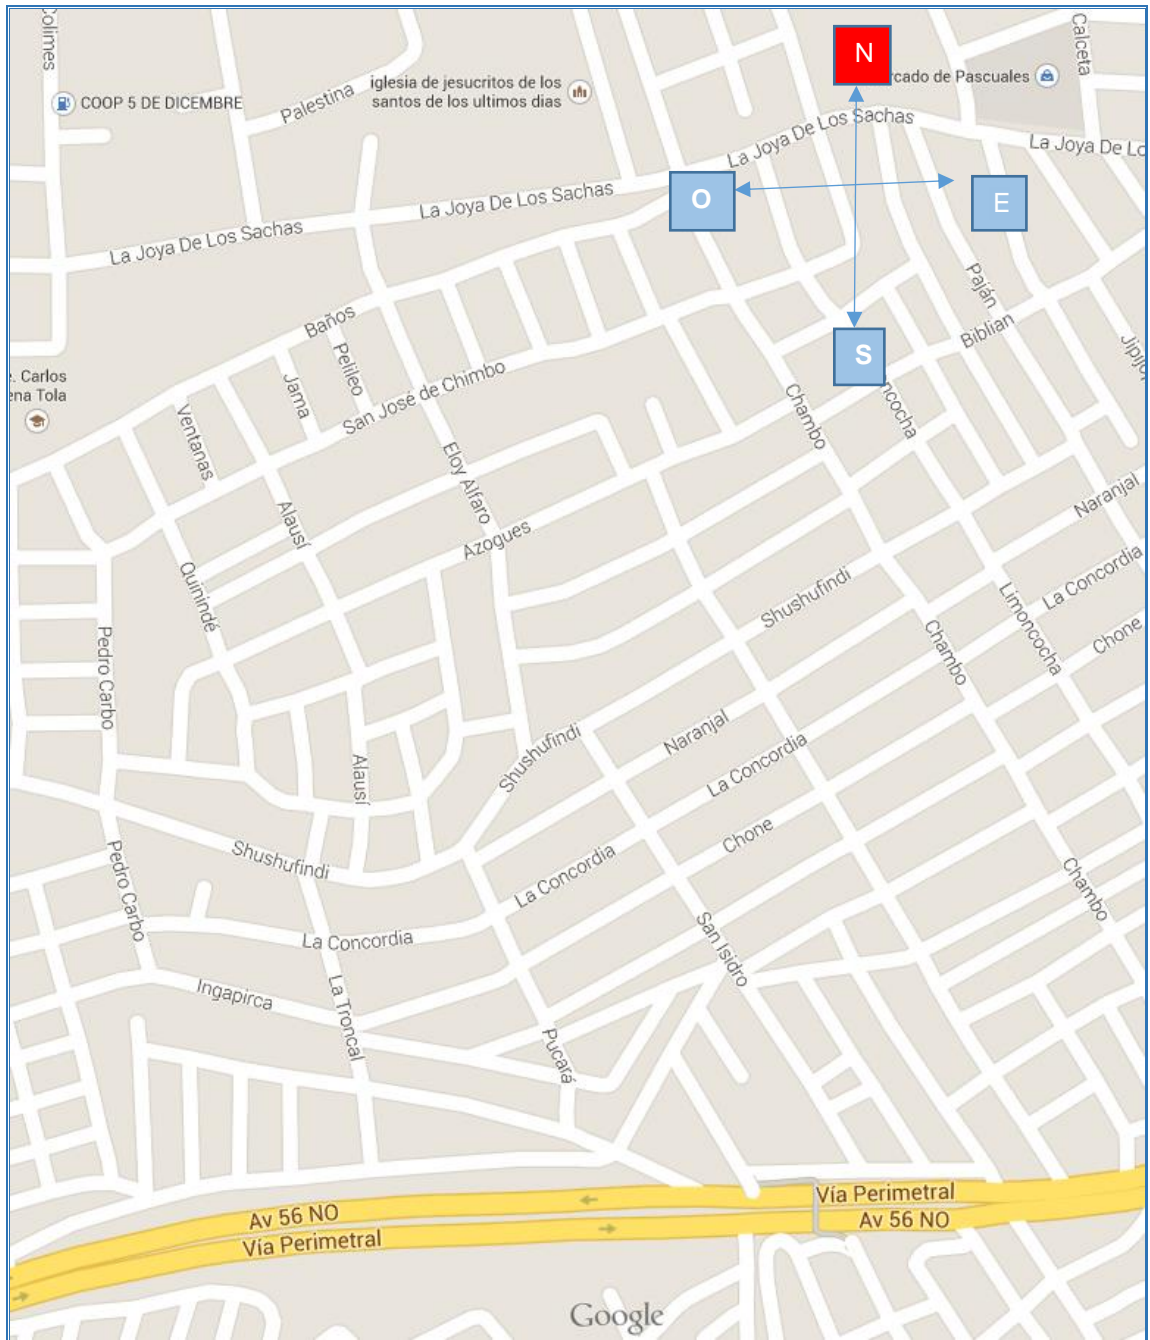 Colimes
Calceta
N
COOP 5 DE DICEMBRE
Palestina
iglesia de jesucritos de los
santos de los ultimos dias
rcado de Pascuales
La Joya De Los Sachas
La Joya De Lo
La Joya De Los Sachas
O
E
La Joya De Los Sachas
Paján
Baños
Biblian
S
Jipijo
Pelileo
. Carlos
ena Tola
Jama
San José de Chimbo
ncocha
Chambo
Ventanas
Eloy Alfaro
Naranjal
Alausí
Azogues
La Concordia
Shushufindi
Quinindé
Limoncocha
Chone
Chambo
Pedro Carbo
Naranjal
Shushufindi
La Concordia
Alausí
Chone
Shushufindi
La Concordia
Pedro Carbo
Chambo
San Isidro
La Concordia
Ingapirca
La Troncal
Pucará
Vía Perimetral
Av 56 NO
Av 56 NO
Vía Perimetral
Google